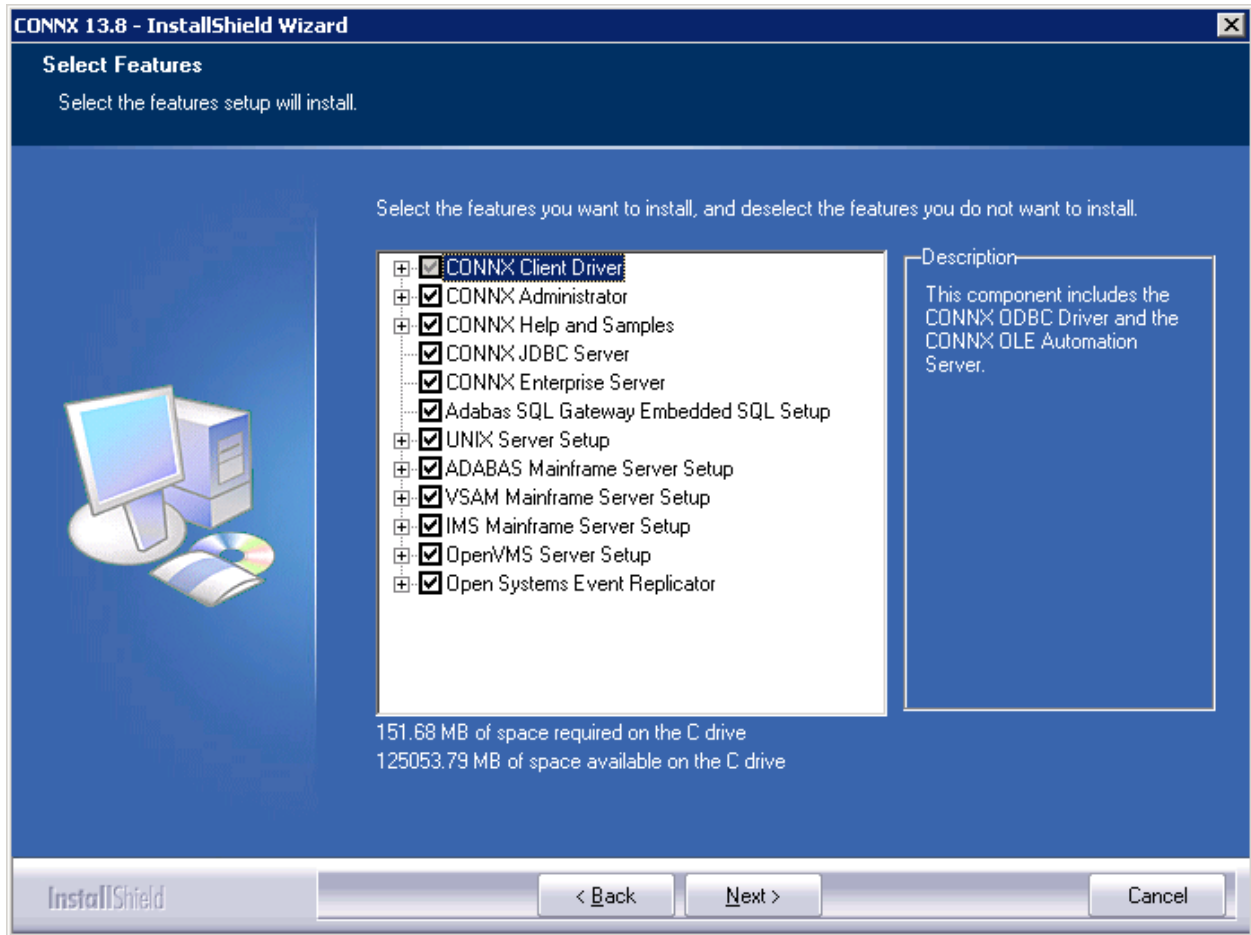 CONNX 13.8 - InstallShield Wizard
Select Features
Select the features setup will install.
Select the features you want to install, and deselect the features you do not want to install.
CONNX Client Driver
CONNX Administrator
CONNX Help and Samples
CONNX JDBC Server
CONNX Enterprise Server
Adabas SQL Gateway Embedded SQL Setup
UNIX Server Setup
ADABAS Mainframe Server Setup
VSAM Mainframe Server Setup
IMS Mainframe Server Setup
OpenVMS Server Setup
Open Systems Event Replicator
Description
This component includes the
CONNX ODBC Driver and the
CONNX OLE Automation
Server.
151.68 MB of space required on the C drive
125053.79 MB of space available on the C drive
InstallShield
< Back
Next >
Cancel